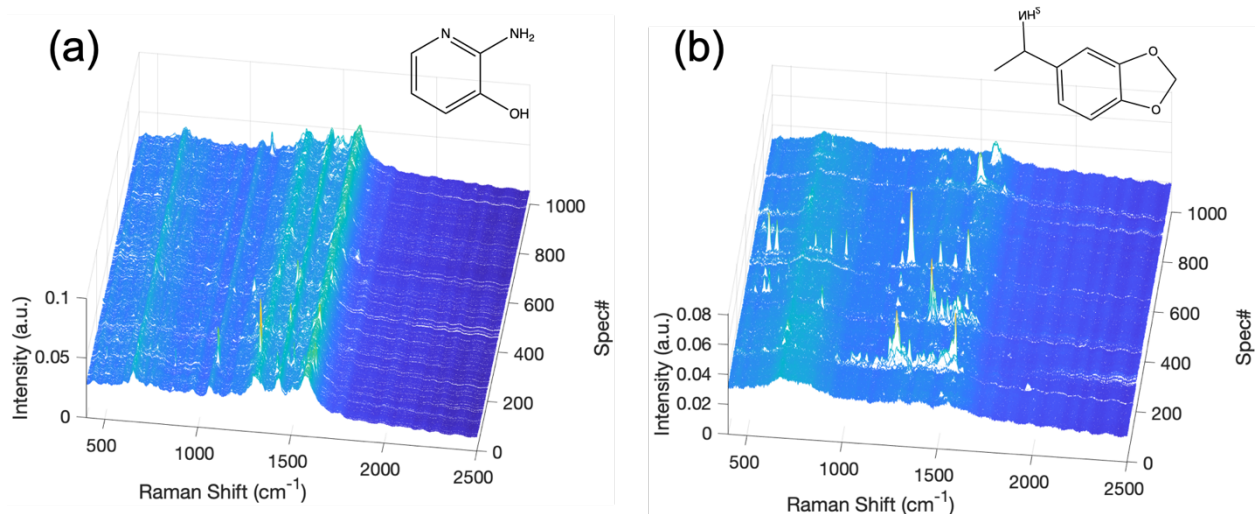 (a)
N
NH₂
OH
Intensity (a.u.)
0.1
0.05
0
500
1000
1500
2000
2500
Raman Shift (cm⁻¹)
0
200
400
600
800
1000
Spec#
(b)
NH₂
O
O
Intensity (a.u.)
0.08
0.06
0.04
0.02
0
500
1000
1500
2000
2500
Raman Shift (cm⁻¹)
0
200
400
600
800
1000
Spec#